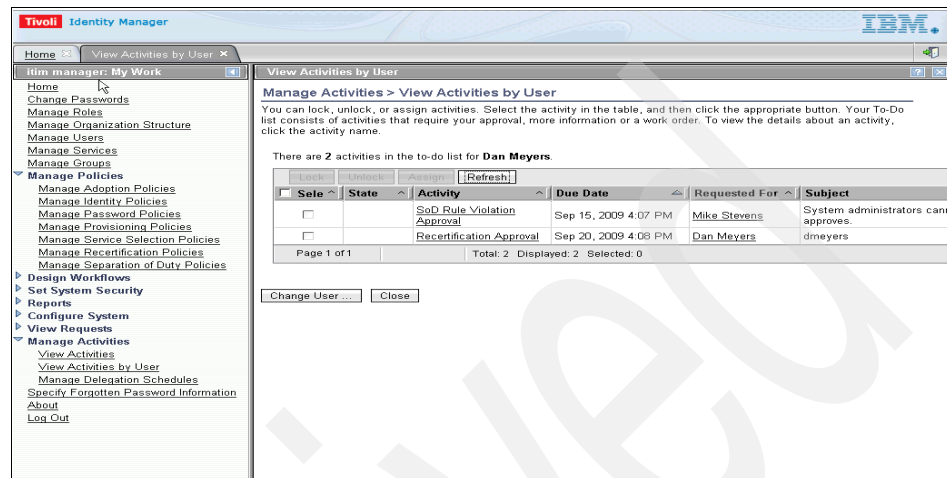 Tivoli Identity Manager
IBM.
Home View Activities by User
itim manager: My Work
Home
Change Passwords
Manage Roles
Manage Organization Structure
Manage Users
Manage Services
Manage Groups
Manage Policies
Manage Adoption Policies
Manage Identity Policies
Manage Password Policies
Manage Provisioning Policies
Manage Service Selection Policies
Manage Recertification Policies
Manage Separation of Duty Policies
Design Workflows
Set System Security
Reports
Configure System
View Requests
Manage Activities
View Activities
View Activities by User
Manage Delegation Schedules
Specify Forgotten Password Information
About
Log Out
View Activities by User
Manage Activities > View Activities by User
You can lock, unlock, or assign activities. Select the activity in the table, and then click the appropriate button. Your To-Do
list consists of activities that require your approval, more information or a work order. To view the details about an activity,
click the activity name.
There are 2 activities in the to-do list for Dan Meyers.
Lock Unlock Assign Refresh
Sele State Activity Due Date Requested For Subject
SoD Rule Violation
Approval
Sep 15, 2009 4:07 PM Mike Stevens
System administrators cann
approves.
Recertification Approval Sep 20, 2009 4:08 PM Dan Meyers dmeyers
Page 1 of 1 Total: 2 Displayed: 2 Selected: 0
Change User ... Close
ived